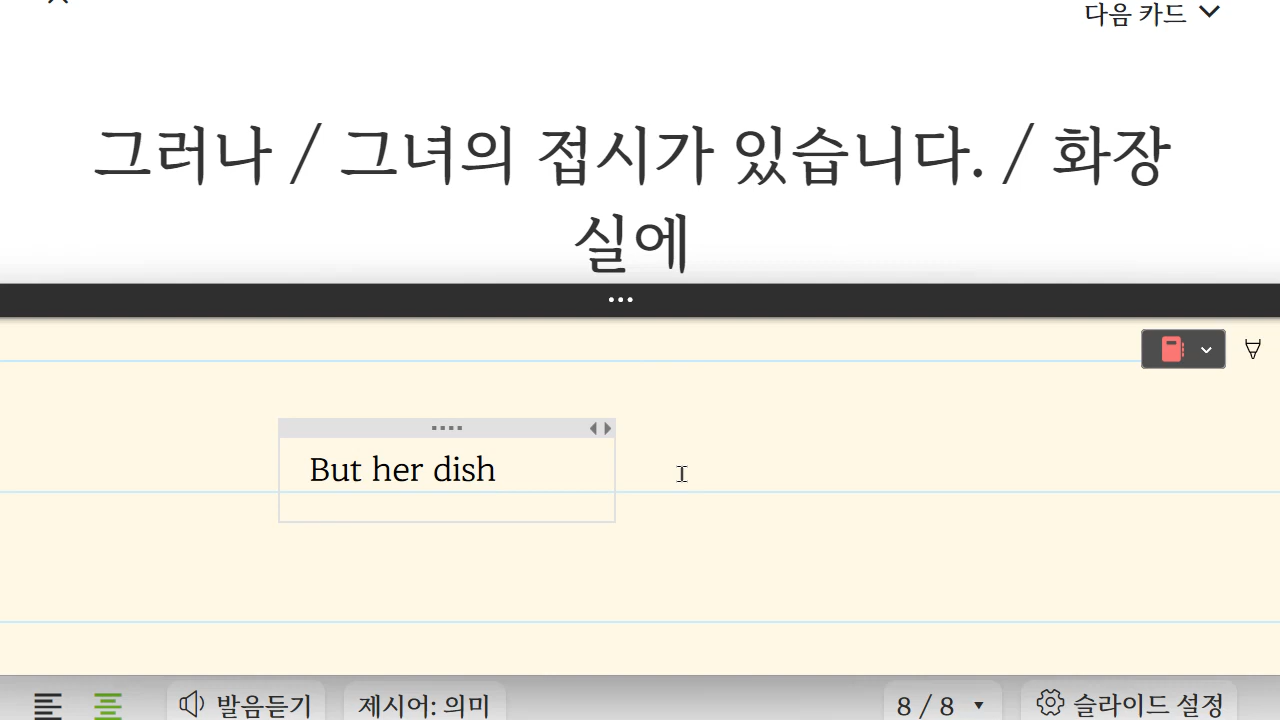 다음 카드
그러나 / 그녀의 접시가 있습니다. / 화장
실에
But her dish
발음듣기
제시어: 의미
8 / 8
슬라이드 설정